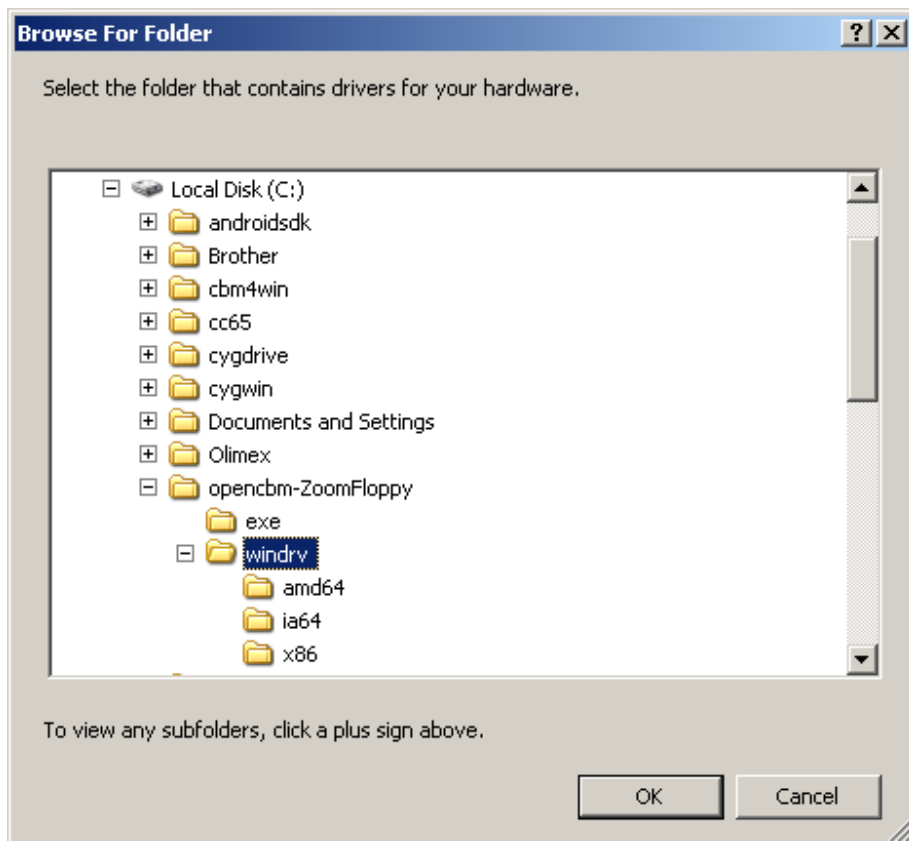 Browse For Folder
Select the folder that contains drivers for your hardware.
Local Disk (C:)
androidsdk
Brother
cbm4win
cc65
cygdrive
cygwin
Documents and Settings
Olimex
opencbm-ZoomFloppy
exe
windrv
amd64
ia64
x86
To view any subfolders, click a plus sign above.
OK Cancel